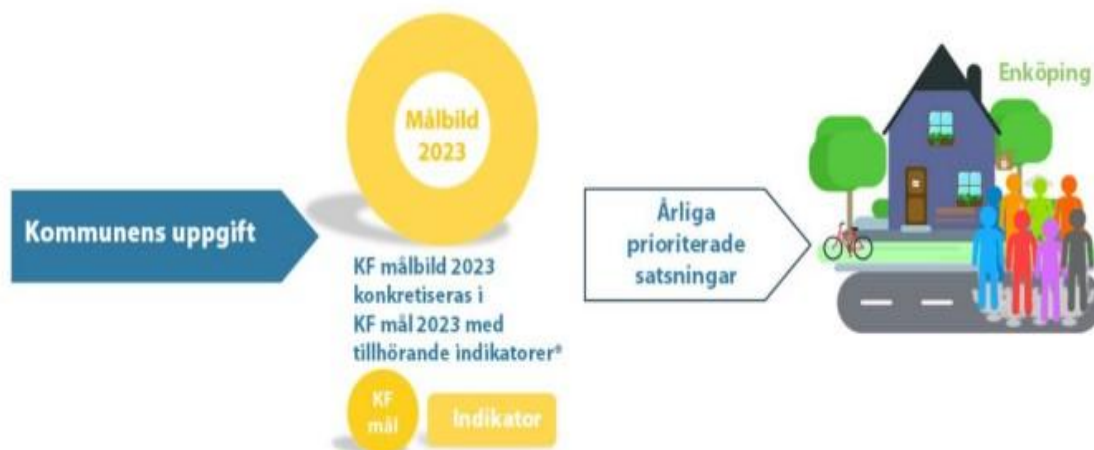 Kommunens uppgift
Målbild
2023
KF målbild 2023
konkretiseras i
KF mål 2023 med
tillhörande indikatorer*
KF
mål
Indikator
Årliga
prioriterade
satsningar
Enköping